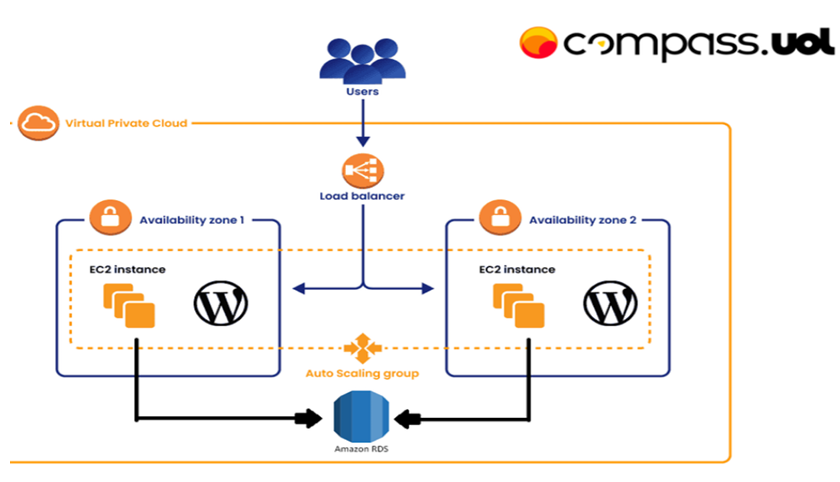 compass.uol
Users
Virtual Private Cloud
Load balancer
Availability zone 1
Availability zone 2
EC2 instance
EC2 instance
W
W
Auto Scaling group
Amazon RDS